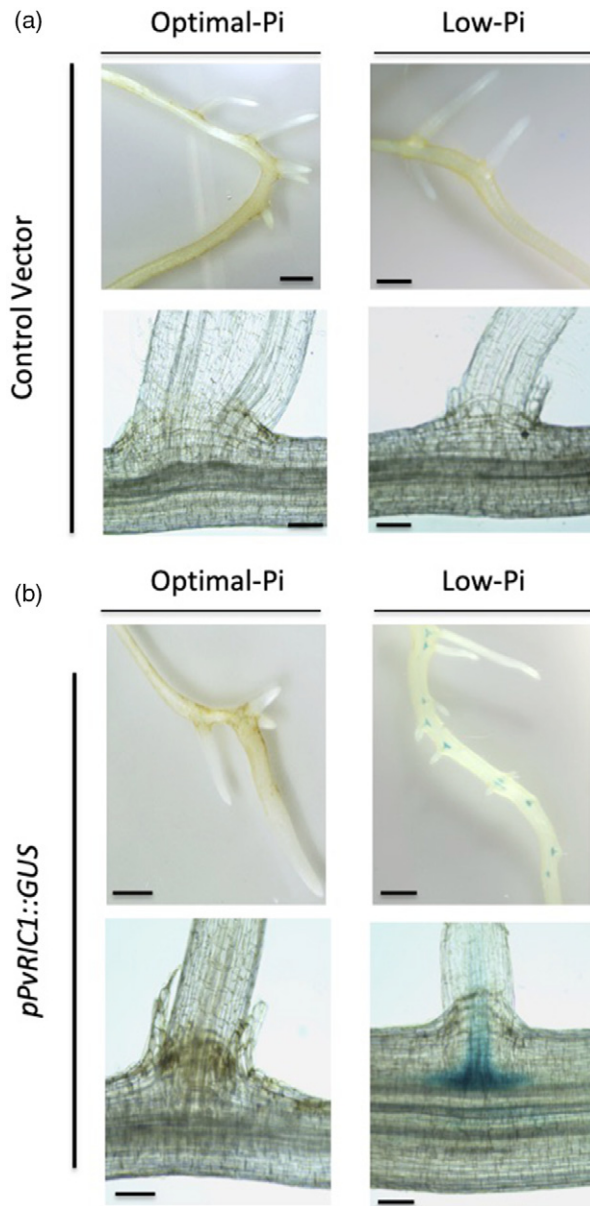 (a)
Optimal-Pi
Low-Pi
Control Vector
(b)
Optimal-Pi
Low-Pi
pPvRIC1::GUS